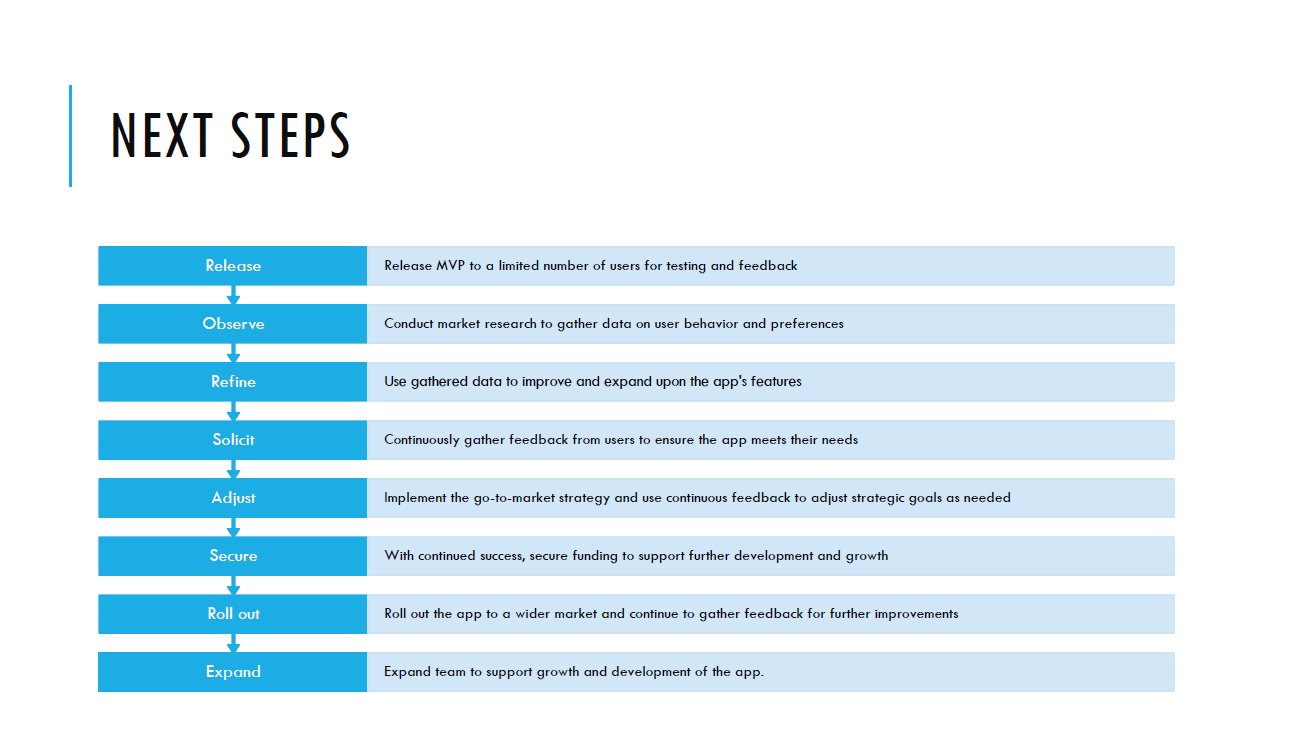 NEXT STEPS
Release
Release MVP to a limited number of users for testing and feedback
Observe
Conduct market research to gather data on user behavior and preferences
Refine
Use gathered data to improve and expand upon the app's features
Solicit
Continuously gather feedback from users to ensure the app meets their needs
Adjust
Implement the go-to-market strategy and use continuous feedback to adjust strategic goals as needed
Secure
With continued success, secure funding to support further development and growth
Roll out
Roll out the app to a wider market and continue to gather feedback for further improvements
Expand
Expand team to support growth and development of the app.